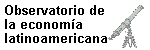 Observatorio de
la economía
latinoamericana